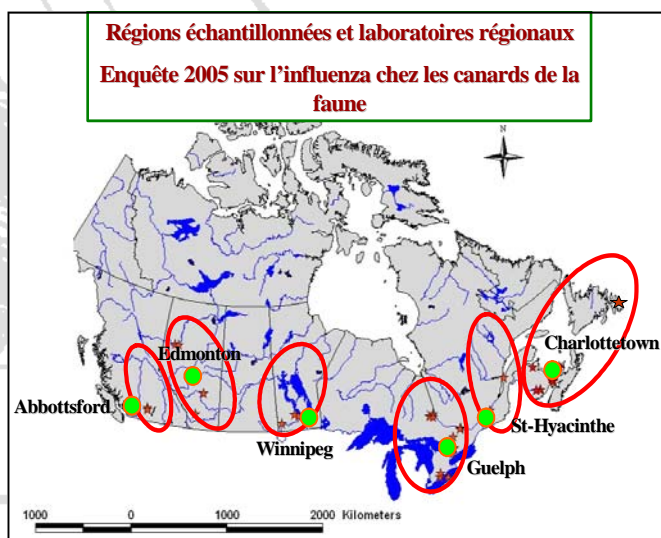 Régions échantillonnées et laboratoires régionaux
Enquête 2005 sur l'influenza chez les canards de la
faune
N
Charlottetown
Edmonton
Abbottsford
St-Hyacinthe
Winnipeg
Guelph
1000 0 1000 2000 Kilometers